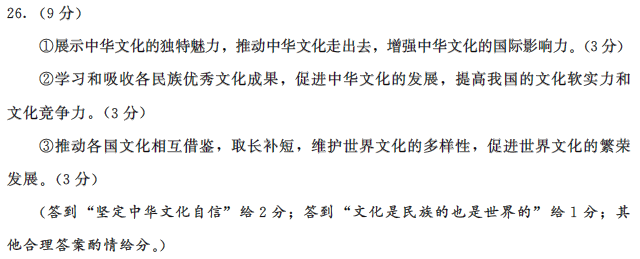 26．（9 分）
①展示中华文化的独特魅力，推动中华文化走出去，增强中华文化的国际影响力。（3 分）
②学习和吸收各民族优秀文化成果，促进中华文化的发展，提高我国的文化软实力和
文化竞争力。（3 分）
③推动各国文化相互借鉴，取长补短，维护世界文化的多样性，促进世界文化的繁荣
发展。（3 分）
（答到“坚定中华文化自信”给 2 分；答到“文化是民族的也是世界的”给 1 分；其
他合理答案酌情给分。）